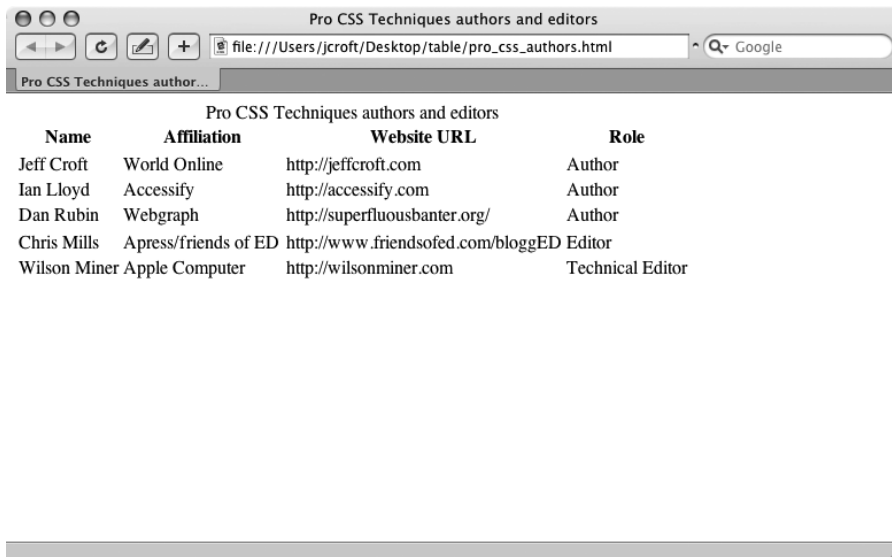 Pro CSS Techniques authors and editors
file:///Users/jcroft/Desktop/table/pro_css_authors.html
Google
Pro CSS Techniques author...
Pro CSS Techniques authors and editors
Name Affiliation Website URL Role
Jeff Croft World Online http://jeffcroft.com Author
Ian Lloyd Accessify http://accessify.com Author
Dan Rubin Webgraph http://superfluousbanter.org/ Author
Chris Mills Apress/friends of ED http://www.friendsofed.com/bloggED Editor
Wilson Miner Apple Computer http://wilsonminer.com Technical Editor